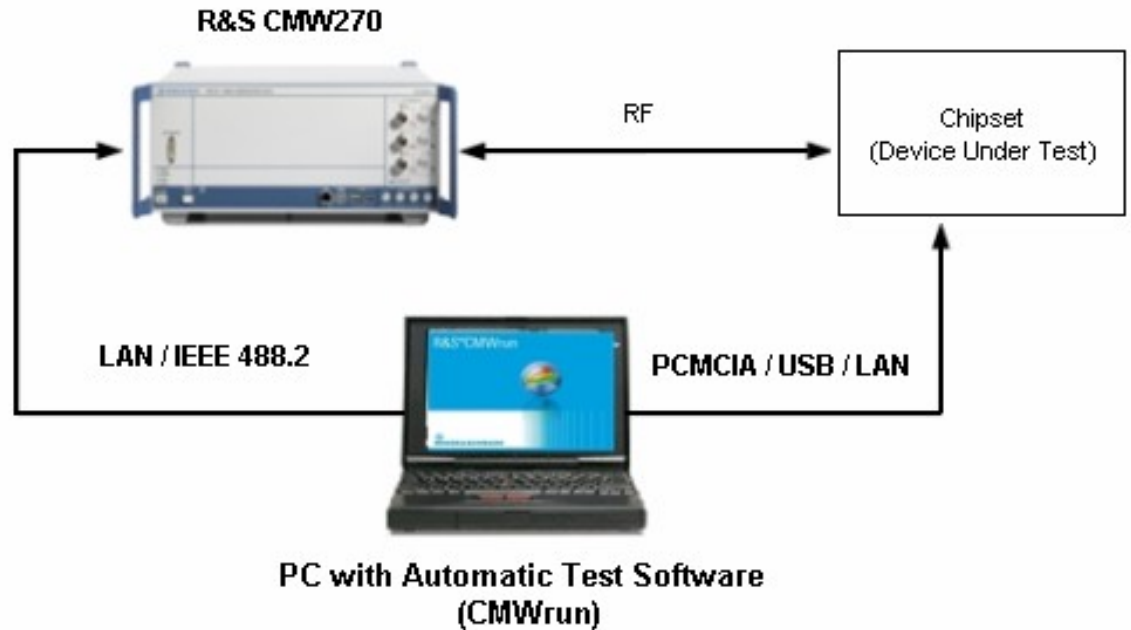 R&S CMW270
RF
Chipset
(Device Under Test)
LAN / IEEE 488.2
R&S®CMWrun
PCMCIA / USB / LAN
PC with Automatic Test Software
(CMWrun)